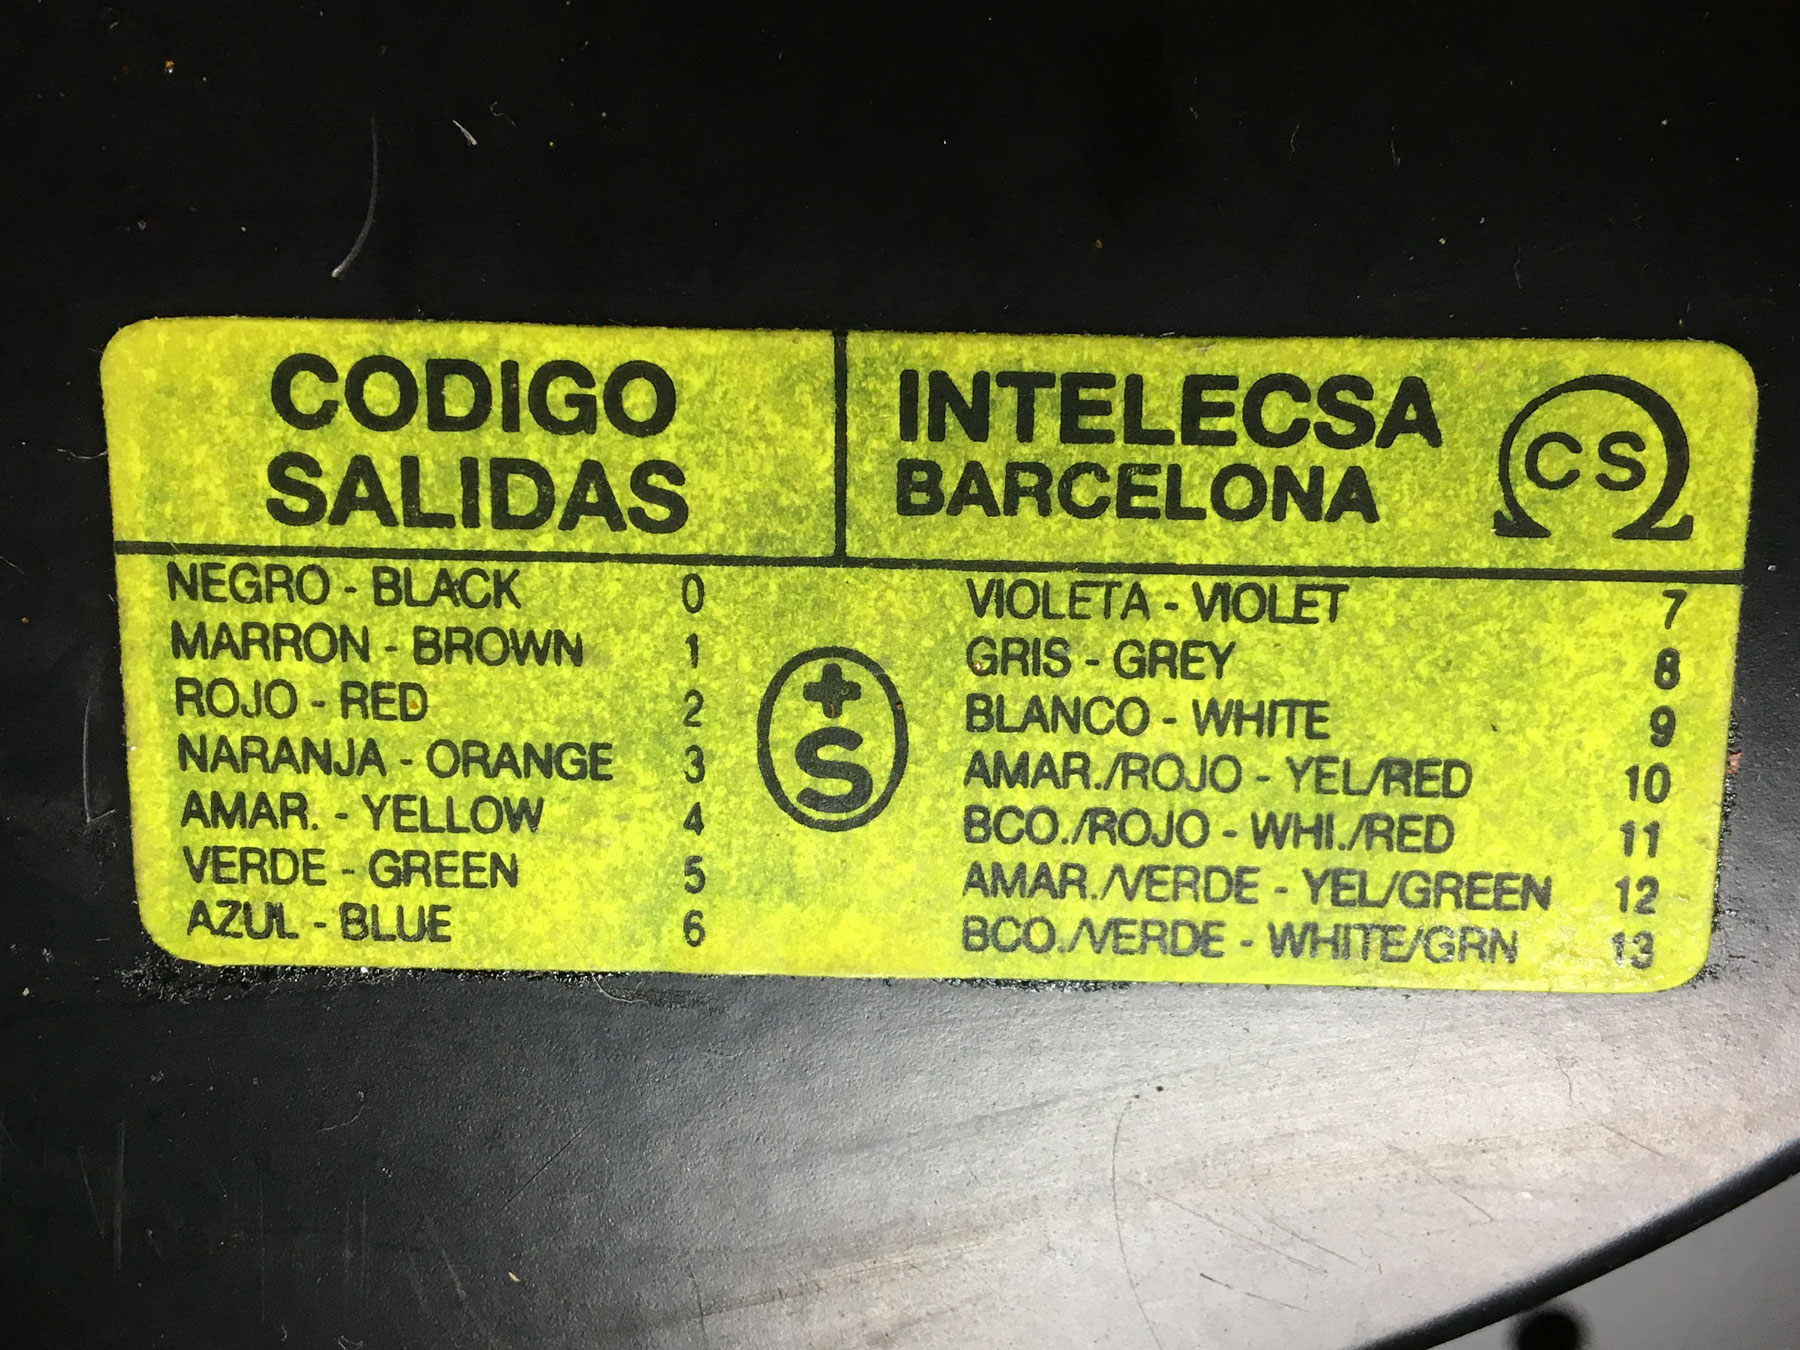 CODIGO
SALIDAS
INTELECSA
BARCELONA
CS
NEGRO - BLACK 0
MARRON - BROWN 1
ROJO - RED 2
NARANJA - ORANGE 3
AMAR. - YELLOW 4
VERDE - GREEN 5
AZUL - BLUE 6
+
S
VIOLETA - VIOLET 7
GRIS - GREY 8
BLANCO - WHITE 9
AMAR./ROJO - YEL/RED 10
BCO./ROJO - WHI./RED 11
AMAR./VERDE - YEL/GREEN 12
BCO./VERDE - WHITE/GRN 13